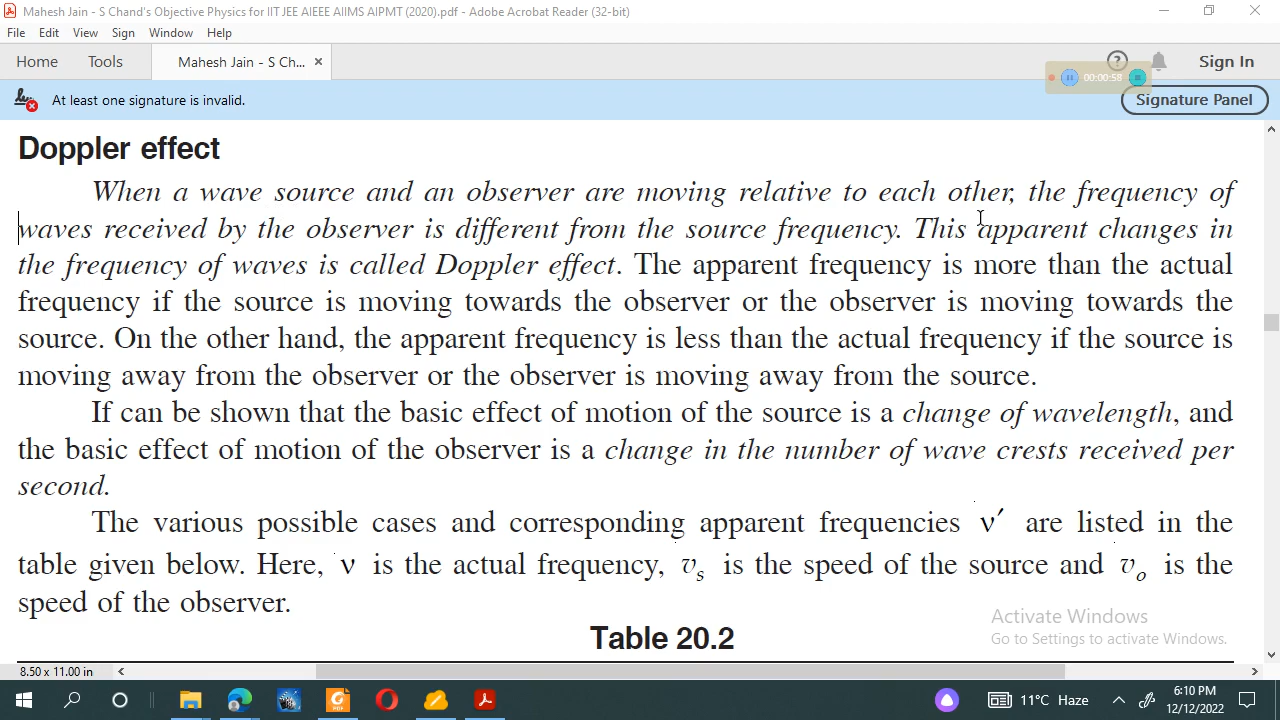 Mahesh Jain - S Chand's Objective Physics for IIT JEE AIEEE AIIMS AIPMT (2020).pdf - Adobe Acrobat Reader (32-bit)
File Edit View Sign Window Help
Home Tools Mahesh Jain - S Ch... × ? Sign In
00:00:58
At least one signature is invalid.
Signature Panel
Doppler effect
When a wave source and an observer are moving relative to each other, the frequency of
waves received by the observer is different from the source frequency. This apparent changes in
the frequency of waves is called Doppler effect. The apparent frequency is more than the actual
frequency if the source is moving towards the observer or the observer is moving towards the
source. On the other hand, the apparent frequency is less than the actual frequency if the source is
moving away from the observer or the observer is moving away from the source.
If can be shown that the basic effect of motion of the source is a change of wavelength, and
the basic effect of motion of the observer is a change in the number of wave crests received per
second.
The various possible cases and corresponding apparent frequencies ν′ are listed in the
table given below. Here, ν is the actual frequency, vₛ is the speed of the source and vₒ is the
speed of the observer.
Activate Windows
Go to Settings to activate Windows.
Table 20.2
8.50 x 11.00 in
11°C Haze
6:10 PM
12/12/2022